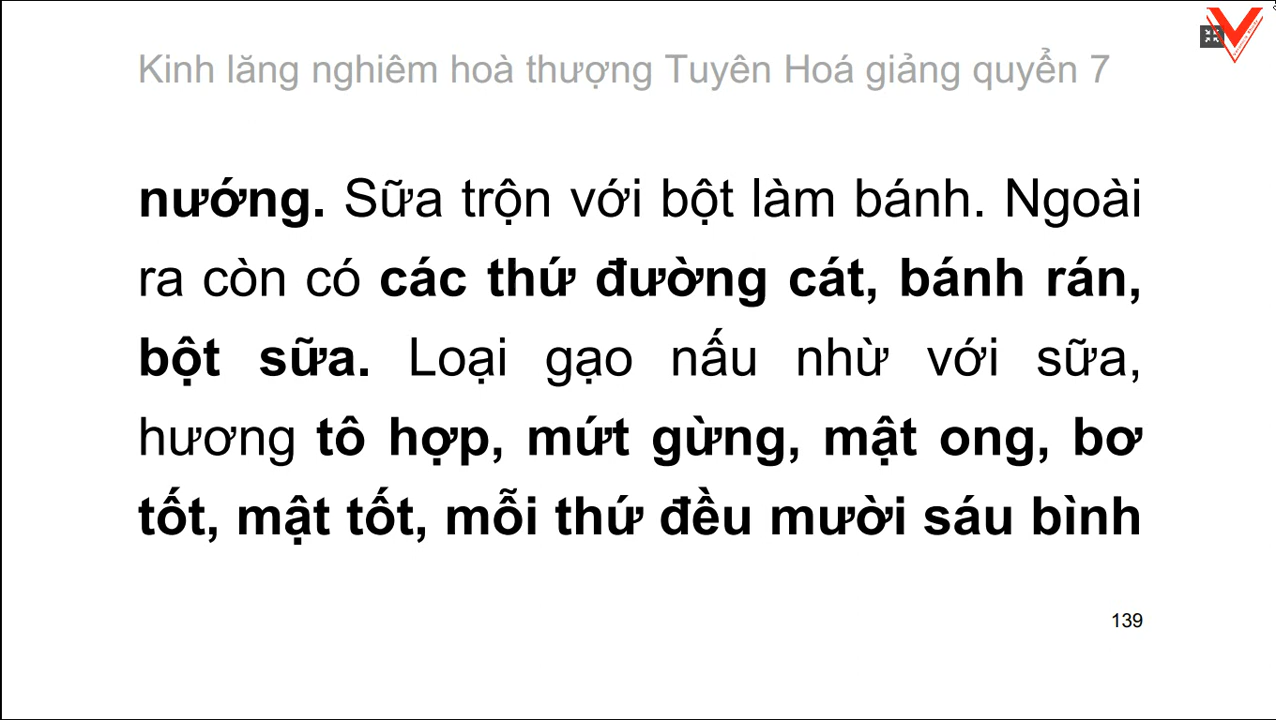 Kinh lăng nghiêm hoà thượng Tuyên Hoá giảng quyển 7
nướng. Sữa trộn với bột làm bánh. Ngoài
ra còn có các thứ đường cát, bánh rán,
bột sữa. Loại gạo nấu nhừ với sữa,
hương tô hợp, mứt gừng, mật ong, bơ
tốt, mật tốt, mỗi thứ đều mười sáu bình
139